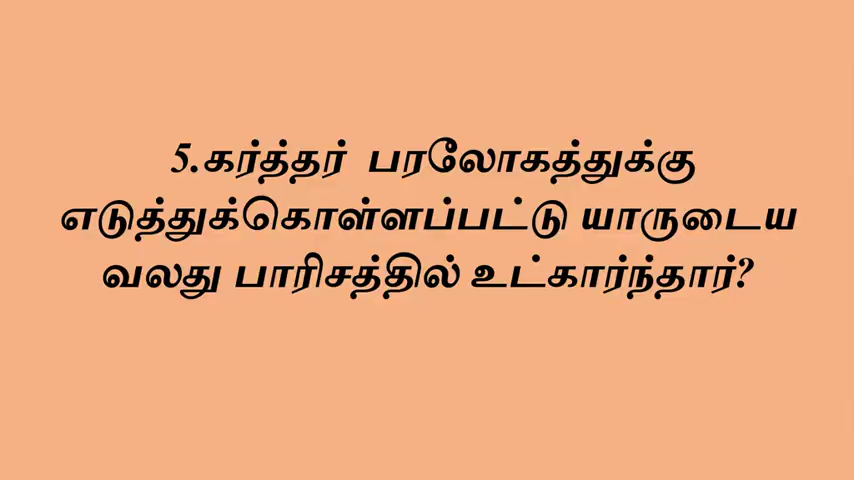 5.கர்த்தர் பரலோகத்துக்கு
எடுத்துக்கொள்ளப்பட்டு யாருடைய
வலது பாரிசத்தில் உட்கார்ந்தார்?